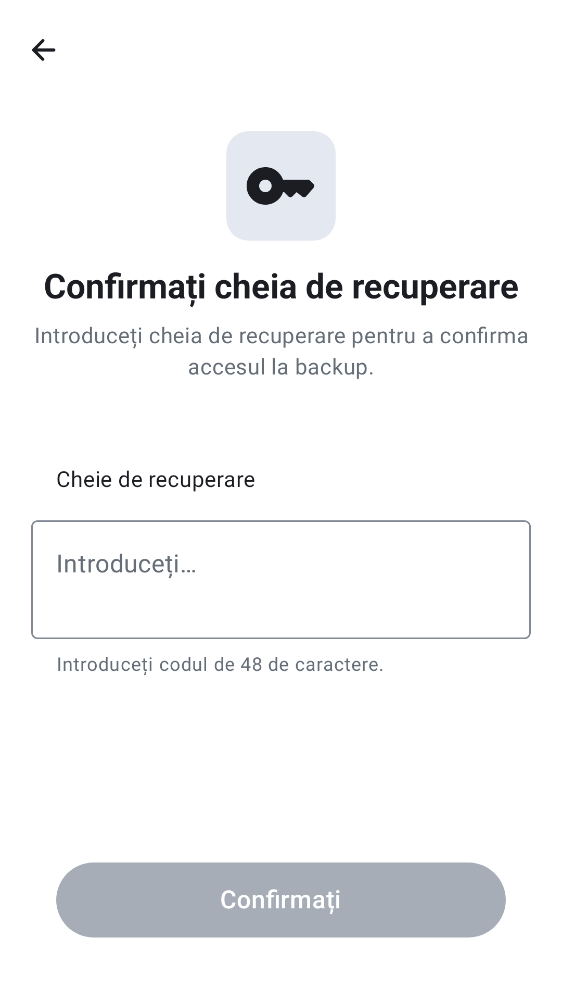 Confirmați cheia de recuperare
Introduceți cheia de recuperare pentru a confirma
accesul la backup.
Cheie de recuperare
Introduceți...
Introduceți codul de 48 de caractere.
Confirmați